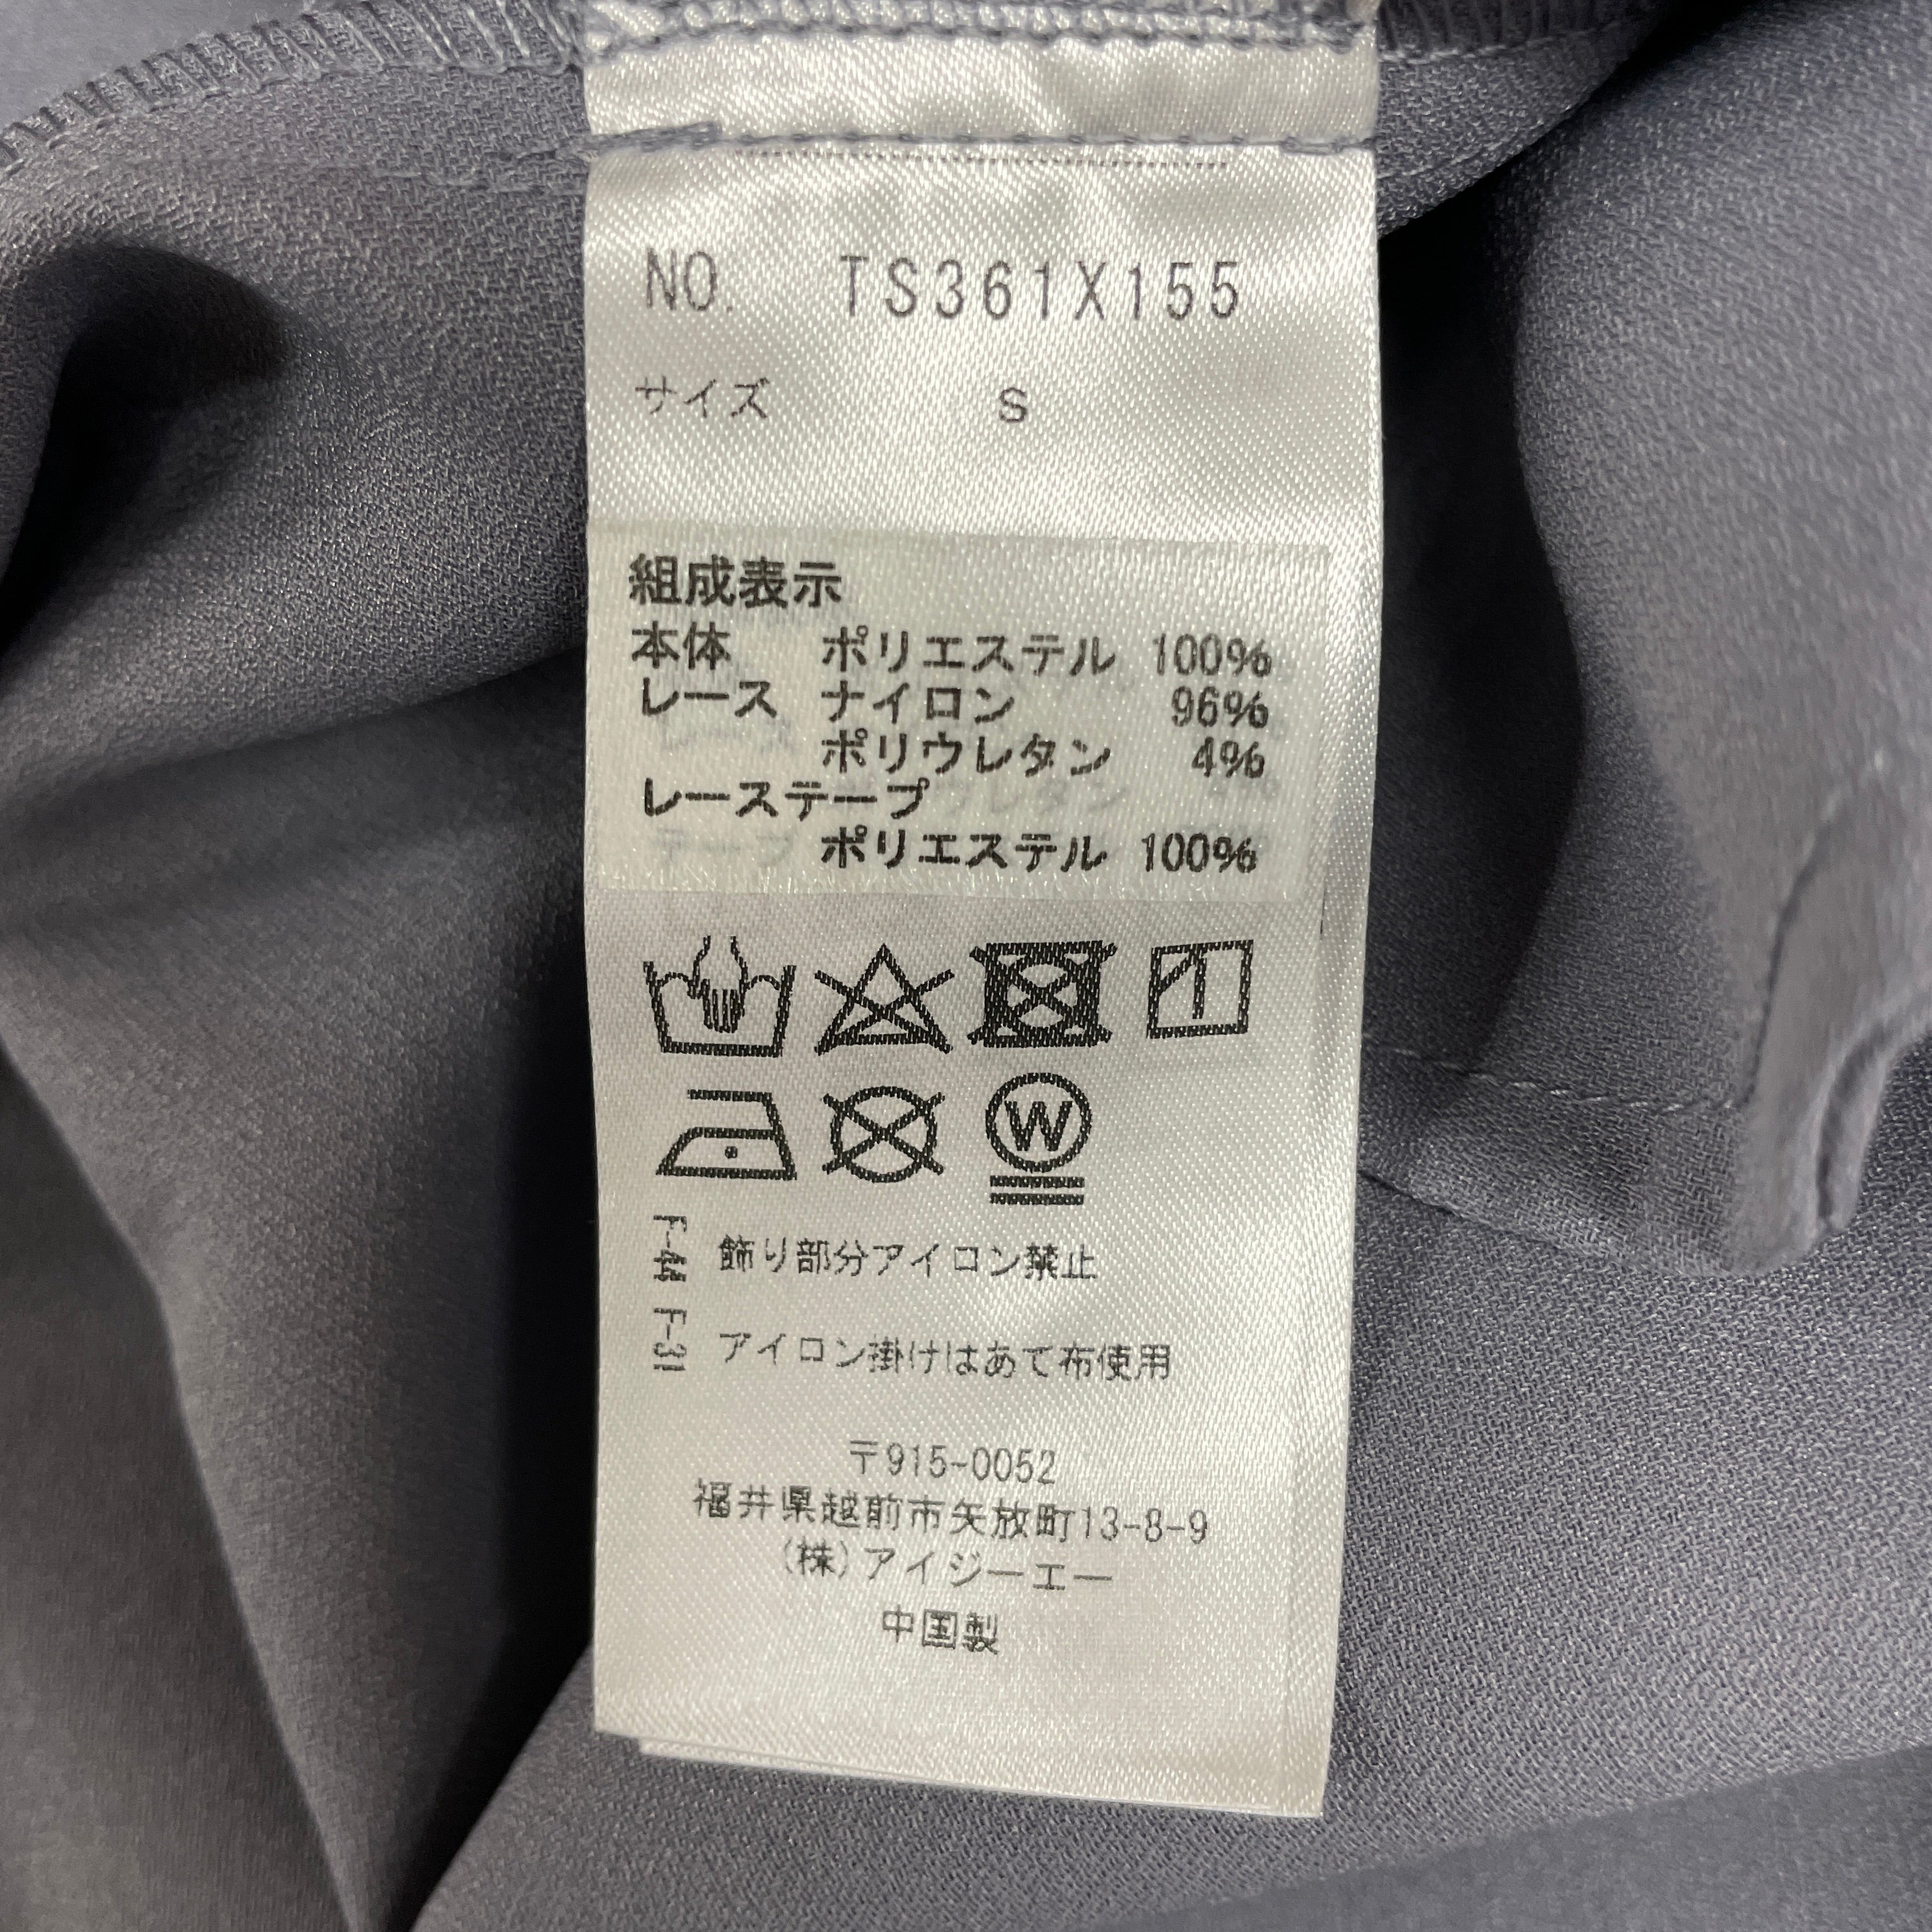 NO. TS361X155
サイズ S
組成表示
本体 ポリエステル 100%
レース ナイロン 96%
ポリウレタン 4%
レーステープ
ポリエステル 100%
W
F-44 飾り部分アイロン禁止
F-31 アイロン掛けはあて布使用
〒915-0052
福井県越前市矢放町13-8-9
(株)アイジーエー
中国製